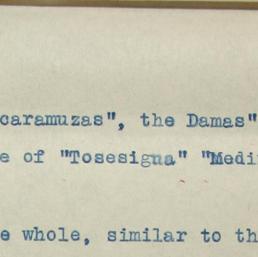 caramuzas", the Damas"
e of "Tosesigna" "Medi
e whole, similar to th